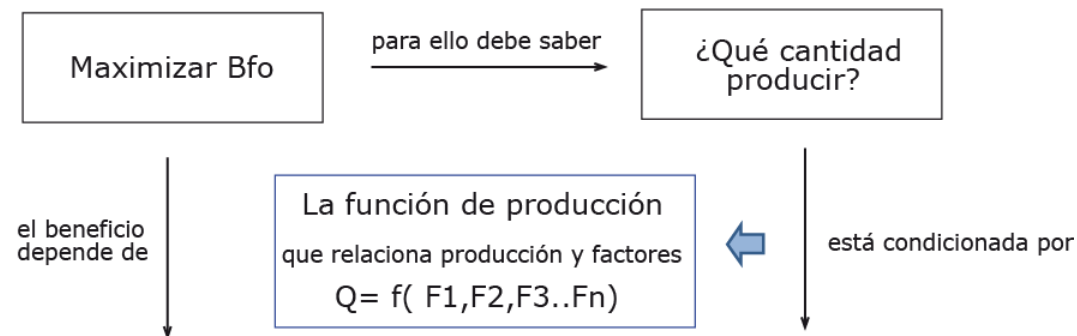 Maximizar Bfo
para ello debe saber
¿Qué cantidad
producir?
el beneficio
depende de
La función de producción
que relaciona producción y factores
Q= f( F1,F2,F3..Fn)
está condicionada por